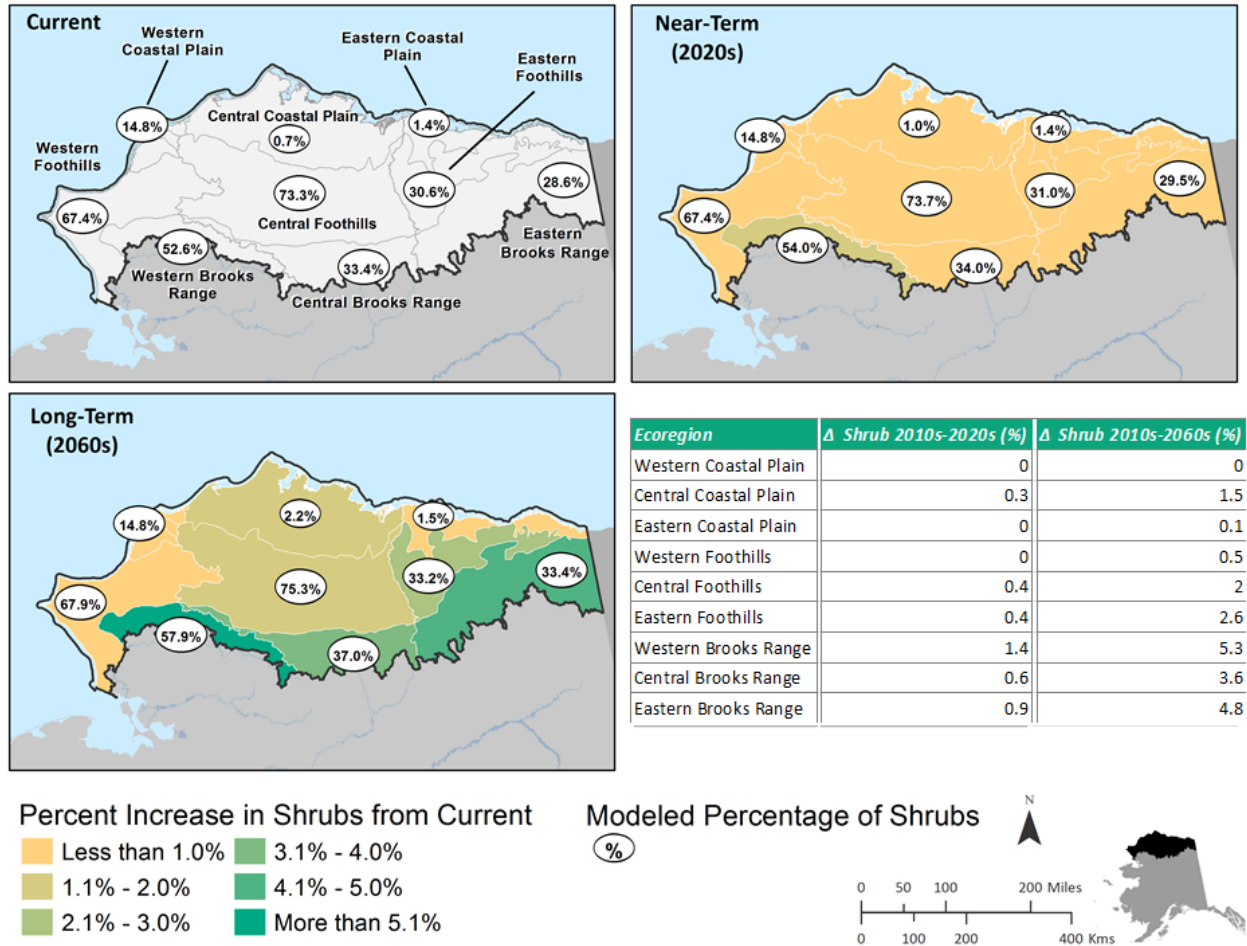 Current
Western
Coastal Plain
Eastern Coastal
Plain
Eastern
Foothills
Central Coastal Plain
14.8%
0.7%
1.4%
Western
Foothills
67.4%
73.3%
Central Foothills
30.6%
28.6%
52.6%
Western Brooks
Range
33.4%
Central Brooks Range
Eastern
Brooks Range
Near-Term
(2020s)
14.8%
1.0%
1.4%
67.4%
73.7%
31.0%
29.5%
54.0%
34.0%
Long-Term
(2060s)
14.8%
2.2%
1.5%
67.9%
75.3%
33.2%
33.4%
57.9%
37.0%
Ecoregion Δ Shrub 2010s-2020s (%) Δ Shrub 2010s-2060s (%)
Western Coastal Plain 0 0
Central Coastal Plain 0.3 1.5
Eastern Coastal Plain 0 0.1
Western Foothills 0 0.5
Central Foothills 0.4 2
Eastern Foothills 0.4 2.6
Western Brooks Range 1.4 5.3
Central Brooks Range 0.6 3.6
Eastern Brooks Range 0.9 4.8
Percent Increase in Shrubs from Current
Less than 1.0%
1.1% - 2.0%
2.1% - 3.0%
3.1% - 4.0%
4.1% - 5.0%
More than 5.1%
Modeled Percentage of Shrubs
%
N
0 50 100 200 Miles
0 100 200 400 Kms